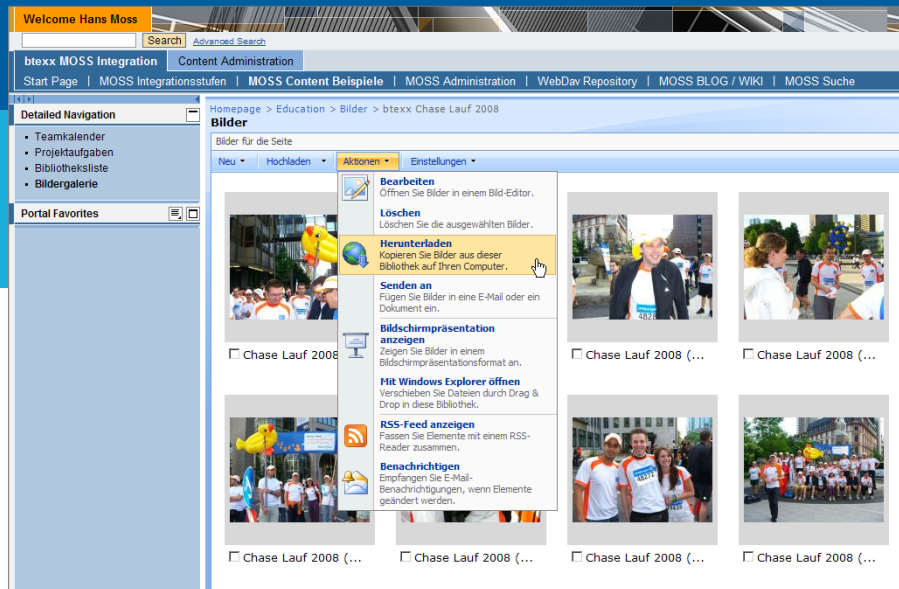 Welcome Hans Moss
Search Advanced Search
btexx MOSS Integration Content Administration
Start Page | MOSS Integrationsstufen | MOSS Content Beispiele | MOSS Administration | WebDav Repository | MOSS BLOG / WIKI | MOSS Suche
Detailed Navigation
Teamkalender
Projektaufgaben
Bibliotheksliste
Bildergalerie
Portal Favorites
Homepage > Education > Bilder > btexx Chase Lauf 2008
Bilder
Bilder für die Seite
Neu Hochladen Aktionen Einstellungen
Bearbeiten
Öffnen Sie Bilder in einem Bild-Editor.
Löschen
Löschen Sie die ausgewählten Bilder.
Herunterladen
Kopieren Sie Bilder aus dieser
Bibliothek auf Ihren Computer.
Senden an
Fügen Sie Bilder in eine E-Mail oder ein
Dokument ein.
Bildschirmpräsentation
anzeigen
Zeigen Sie Bilder in einem
Bildschirmpräsentationsformat an.
Mit Windows Explorer öffnen
Verschieben Sie Dateien durch Drag &
Drop in diese Bibliothek.
RSS-Feed anzeigen
Fassen Sie Elemente mit einem RSS-
Reader zusammen.
Benachrichtigen
Empfangen Sie E-Mail-
Benachrichtigungen, wenn Elemente
geändert werden.
Chase Lauf 2008 Chase Lauf 2008 (... Chase Lauf 2008 (...
48272
Chase Lauf 2008 (... Chase Lauf 2008 (... Chase Lauf 2008 (... Chase Lauf 2008 (...